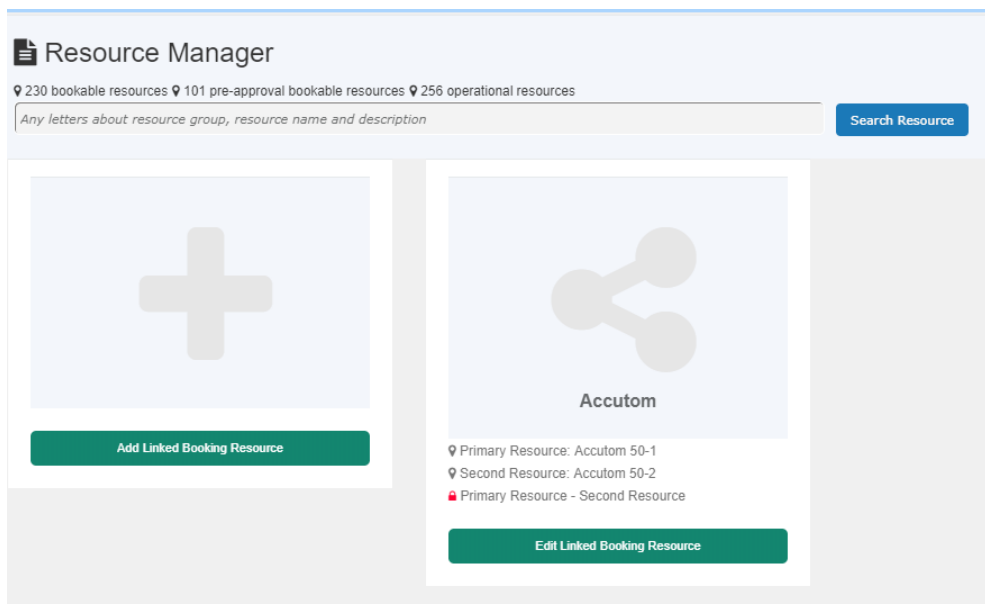 Resource Manager
230 bookable resources 101 pre-approval bookable resources 256 operational resources
Any letters about resource group, resource name and description
Search Resource
Add Linked Booking Resource
Accutom
Primary Resource: Accutom 50-1
Second Resource: Accutom 50-2
Primary Resource - Second Resource
Edit Linked Booking Resource